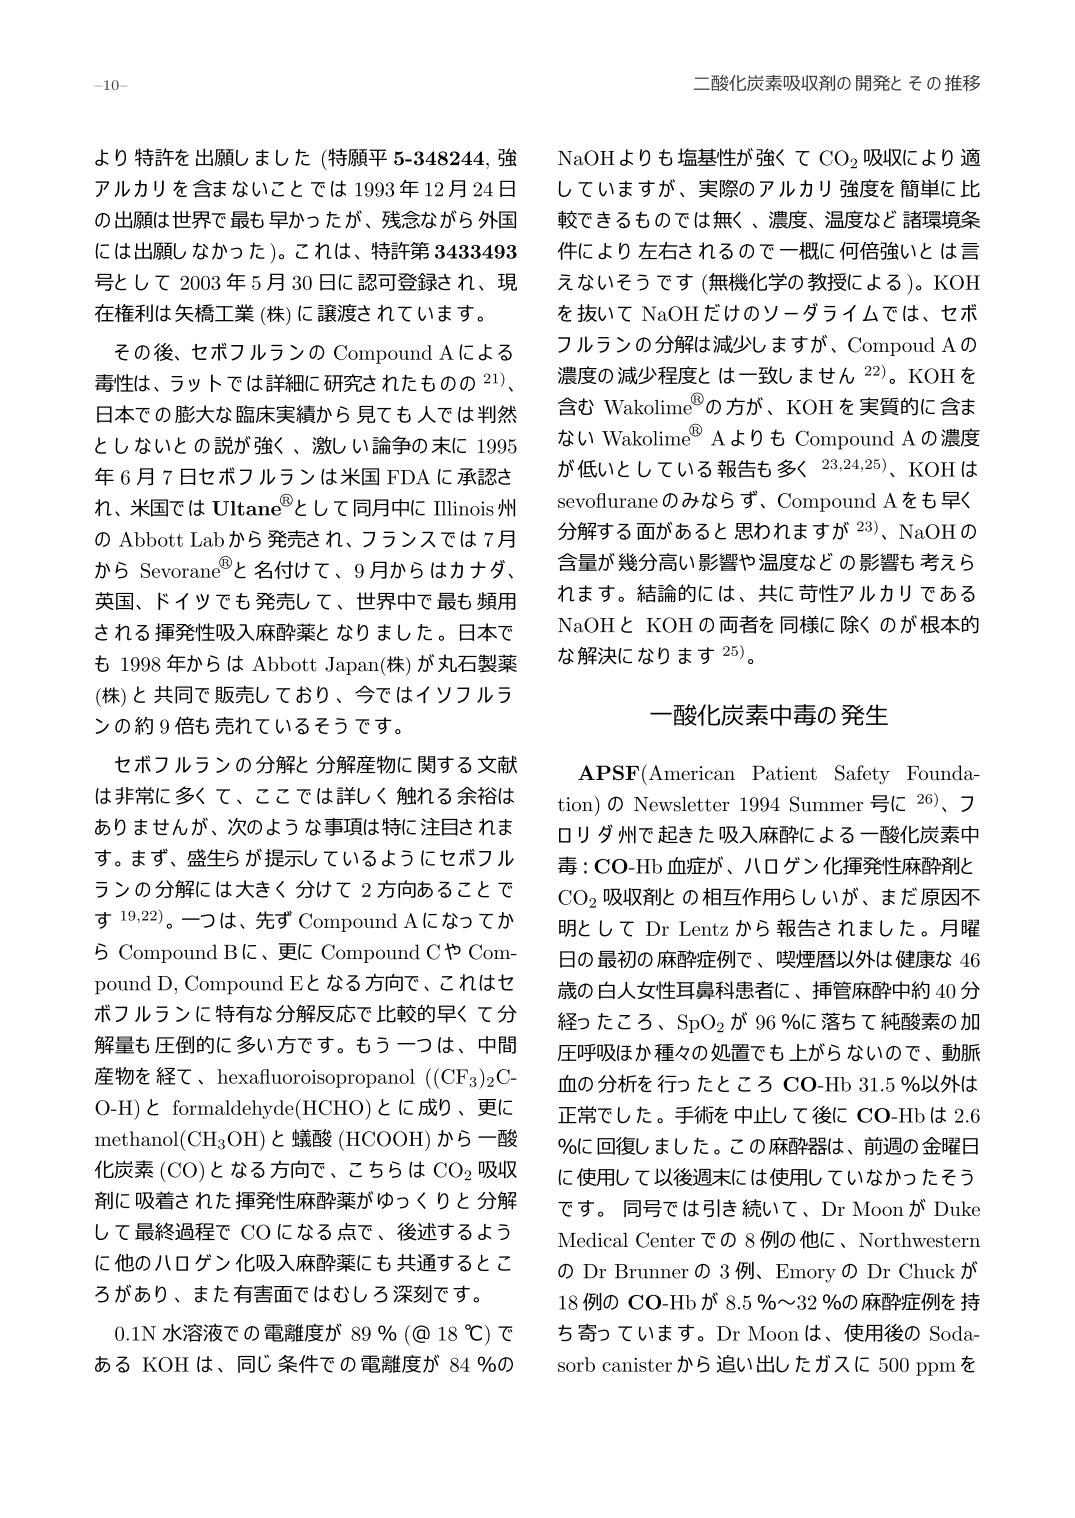 –10–
二酸化炭素吸収剤の開発とその推移
より特許を出願しました (特願平 5-348244, 強
アルカリを含まないことでは 1993 年 12 月 24 日
の出願は世界で最も早かったが、残念ながら外国
には出願しなかった)。これは、特許第 3433493
号として 2003 年 5 月 30 日に認可登録され、現
在権利は矢橋工業 (株) に譲渡されています。
その後、セボフルランの Compound A による
毒性は、ラットでは詳細に研究されたものの 21)、
日本での膨大な臨床実績から見ても人では判然
としないとの説が強く、激しい論争の末に 1995
年 6 月 7 日セボフルランは米国 FDA に承認さ
れ、米国では Ultane®として同月中に Illinois 州
の Abbott Lab から発売され、フランスでは 7 月
から Sevorane®と名付けて、9 月からはカナダ、
英国、ドイツでも発売して、世界中で最も頻用
される揮発性吸入麻酔薬となりました。日本で
も 1998 年からは Abbott Japan(株) が丸石製薬
(株) と共同で販売しており、今ではイソフルラ
ンの約 9 倍も売れているそうです。
セボフルランの分解と分解産物に関する文献
は非常に多くて、ここでは詳しく触れる余裕は
ありませんが、次のような事項は特に注目されま
す。まず、盛生らが提示しているようにセボフル
ランの分解には大きく分けて 2 方向あることで
す 19,22)。一つは、先ず Compound A になってか
ら Compound B に、更に Compound C や Com-
pound D, Compound E となる方向で、これはセ
ボフルランに特有な分解反応で比較的早くて分
解量も圧倒的に多い方です。もう一つは、中間
産物を経て、hexafluoroisopropanol ((CF3)2C-
O-H) と formaldehyde(HCHO) とに成り、更に
methanol(CH3OH) と蟻酸 (HCOOH) から一酸
化炭素 (CO) となる方向で、こちらは CO2 吸収
剤に吸着された揮発性麻酔薬がゆっくりと分解
して最終過程で CO になる点で、後述するよう
に他のハロゲン化吸入麻酔薬にも共通するとこ
ろがあり、また有害面ではむしろ深刻です。
0.1N 水溶液での電離度が 89 % (@ 18 ℃) で
ある KOH は、同じ条件での電離度が 84 %の
NaOH よりも塩基性が強くて CO2 吸収により適
していますが、実際のアルカリ強度を簡単に比
較できるものでは無く、濃度、温度など諸環境条
件により左右されるので一概に何倍強いとは言
えないそうです (無機化学の教授による)。KOH
を抜いて NaOH だけのソーダライムでは、セボ
フルランの分解は減少しますが、Compoud A の
濃度の減少程度とは一致しません 22)。KOH を
含む Wakolime®の方が、KOH を実質的に含ま
ない Wakolime® A よりも Compound A の濃度
が低いとしている報告も多く 23,24,25)、KOH は
sevoflurane のみならず、Compound A をも早く
分解する面があると思われますが 23)、NaOH の
含量が幾分高い影響や温度などの影響も考えら
れます。結論的には、共に苛性アルカリである
NaOH と KOH の両者を同様に除くのが根本的
な解決になります 25)。
一酸化炭素中毒の発生
APSF(American Patient Safety Founda-
tion) の Newsletter 1994 Summer 号に 26)、フ
ロリダ州で起きた吸入麻酔による一酸化炭素中
毒 : CO-Hb 血症が、ハロゲン化揮発性麻酔剤と
CO2 吸収剤との相互作用らしいが、まだ原因不
明として Dr Lentz から報告されました。月曜
日の最初の麻酔症例で、喫煙暦以外は健康な 46
歳の白人女性耳鼻科患者に、挿管麻酔中約 40 分
経ったころ、SpO2 が 96 %に落ちて純酸素の加
圧呼吸ほか種々の処置でも上がらないので、動脈
血の分析を行ったところ CO-Hb 31.5 %以外は
正常でした。手術を中止して後に CO-Hb は 2.6
%に回復しました。この麻酔器は、前週の金曜日
に使用して以後週末には使用していなかったそう
です。 同号では引き続いて、Dr Moon が Duke
Medical Center での 8 例の他に、Northwestern
の Dr Brunner の 3 例、Emory の Dr Chuck が
18 例の CO-Hb が 8.5 %〜32 %の麻酔症例を持
ち寄っています。Dr Moon は、使用後の Soda-
sorb canister から追い出したガスに 500 ppm を